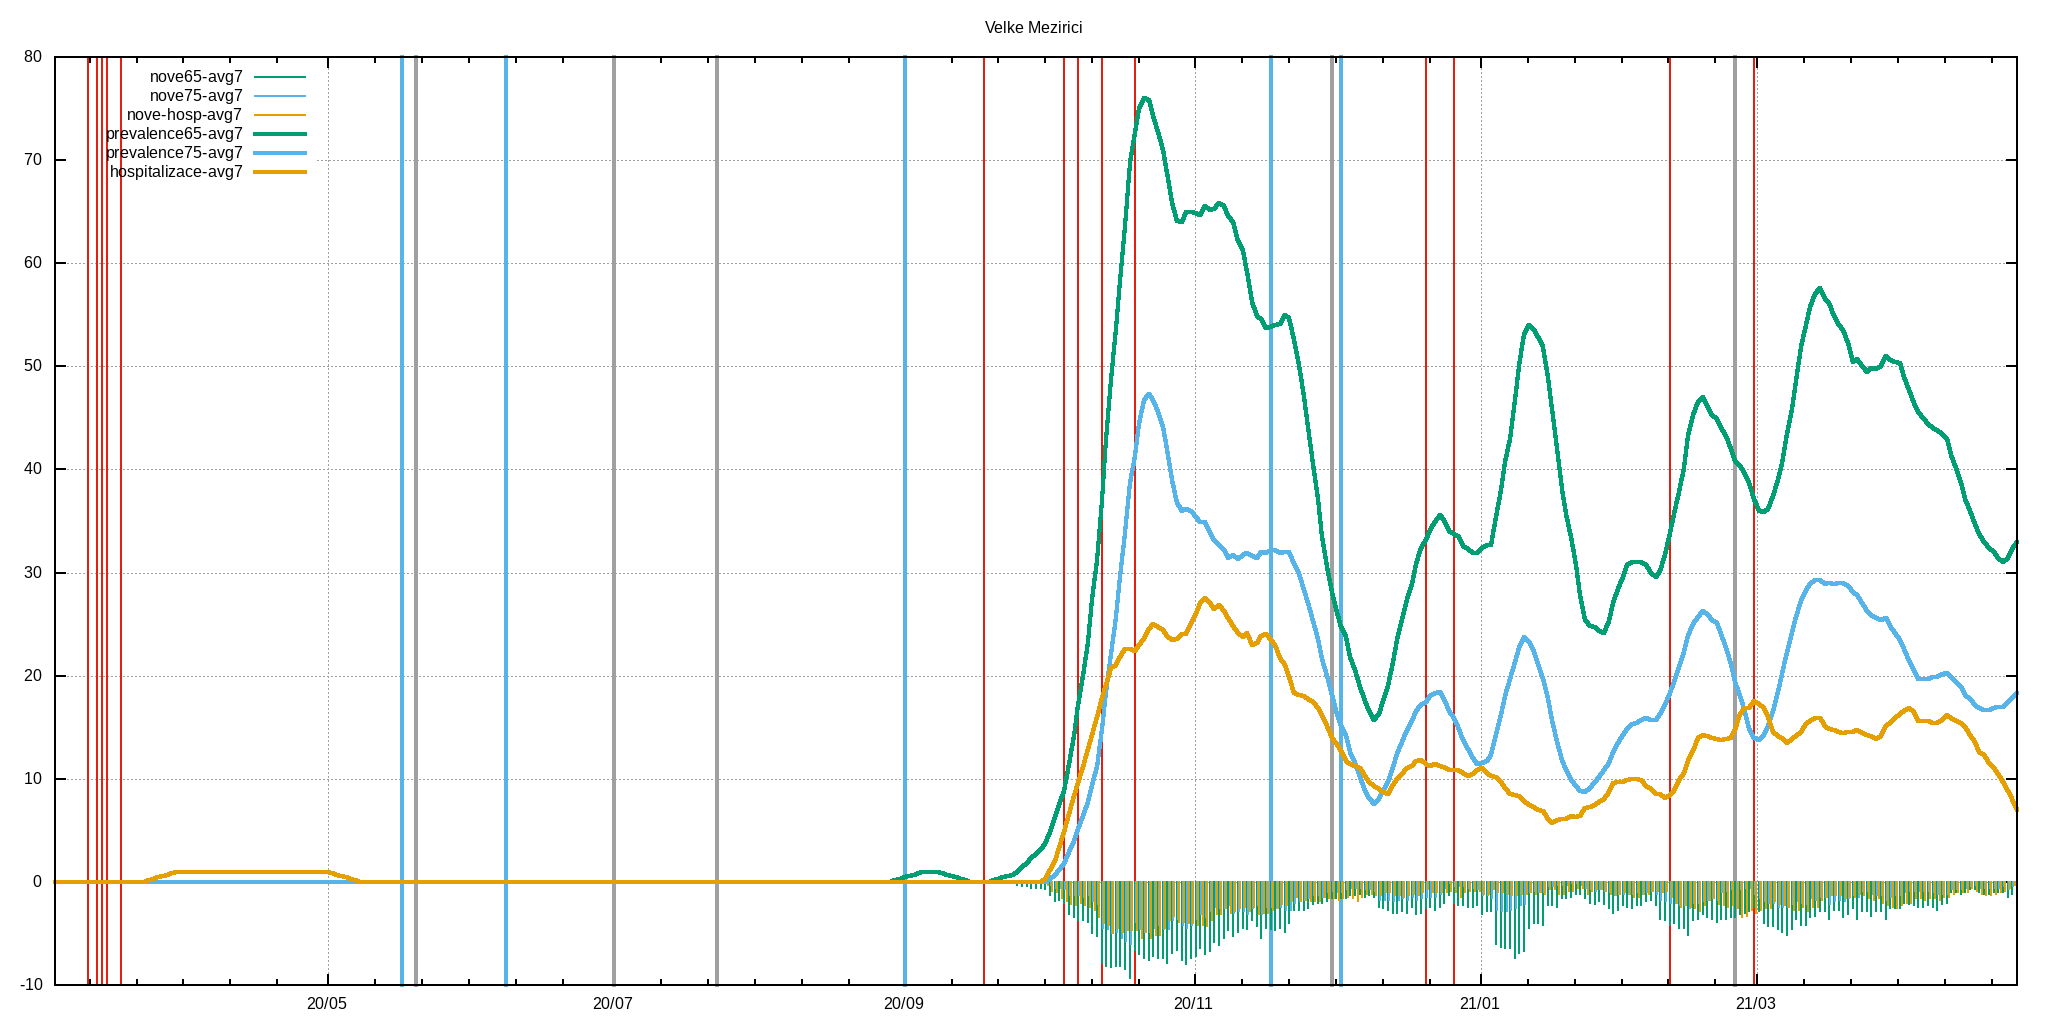 Velke Mezirici
80
70
60
50
40
30
20
10
0
-10
nove65-avg7
nove75-avg7
nove-hosp-avg7
prevalence65-avg7
prevalence75-avg7
hospitalizace-avg7
20/05
20/07
20/09
20/11
21/01
21/03